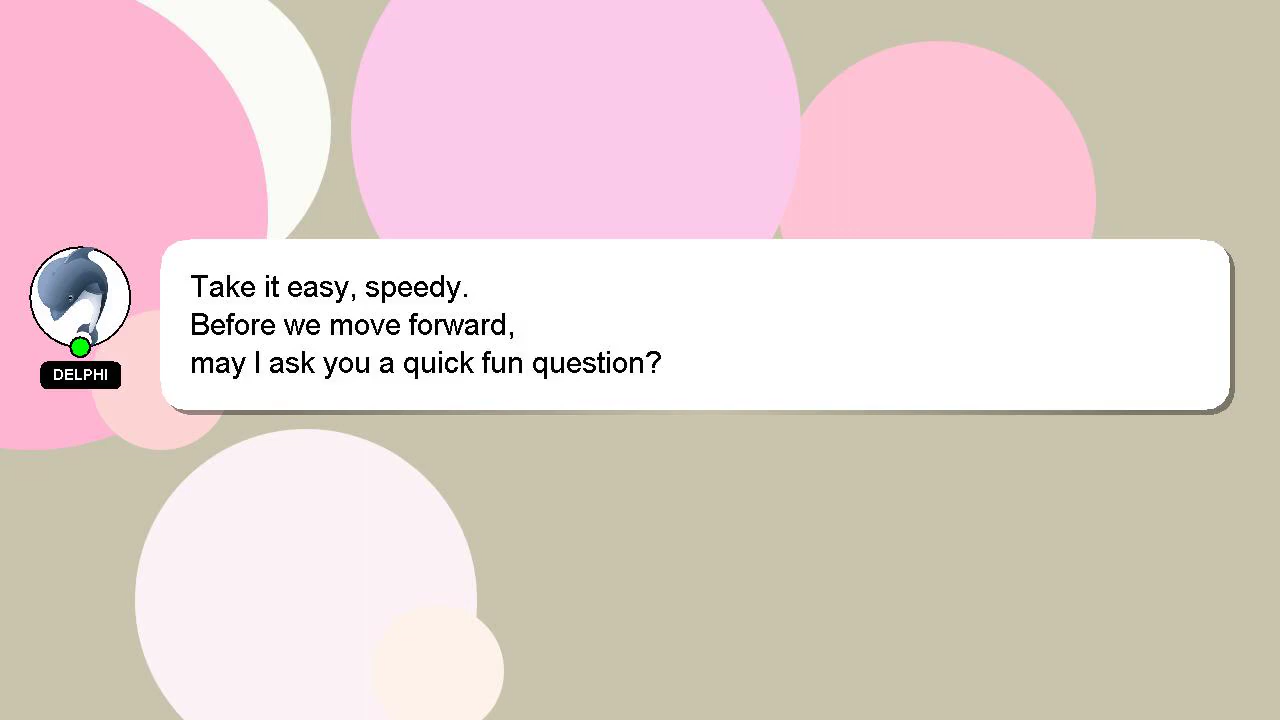 Take it easy, speedy.
Before we move forward,
may I ask you a quick fun question?
DELPHI